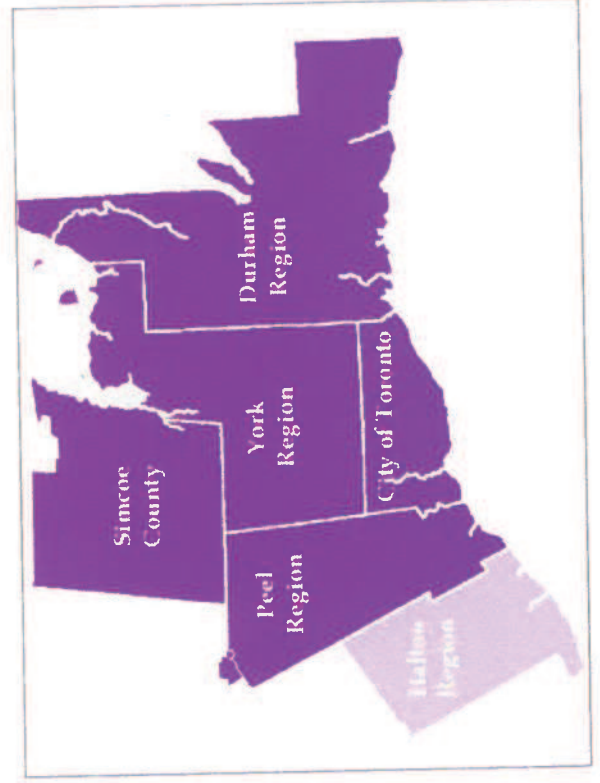 Simcoe
County
Durham
Region
York
Region
Peel
Region
City of Toronto
Halton
Region